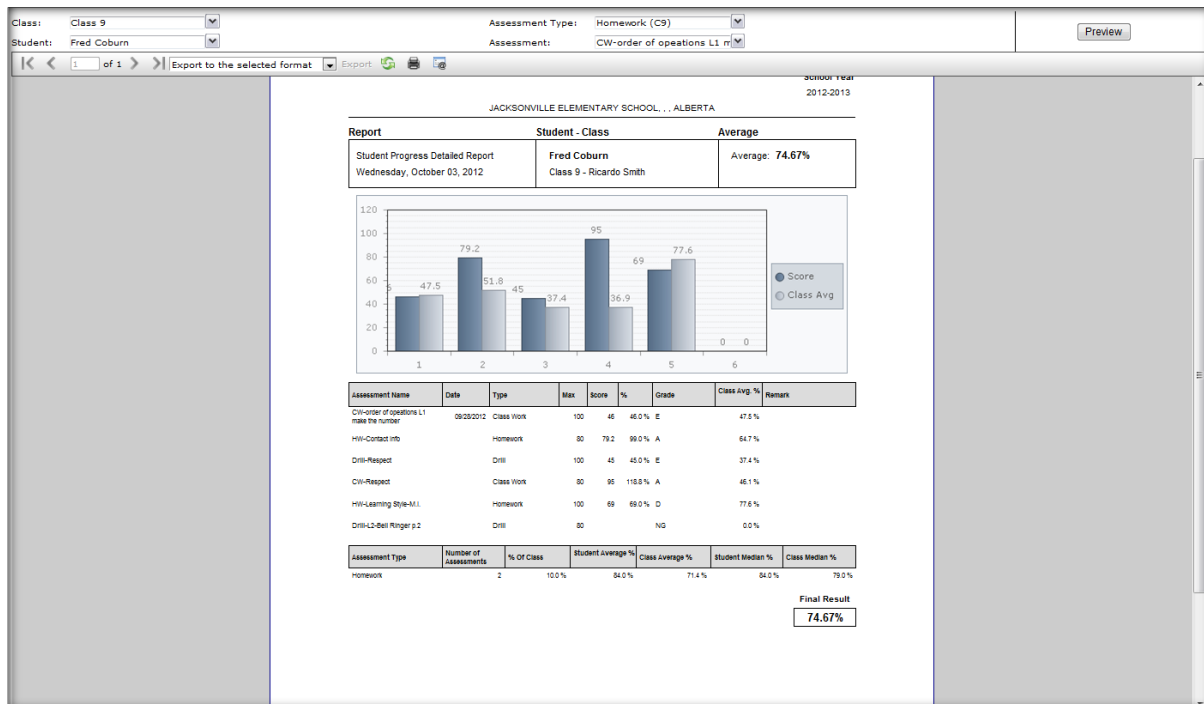 Class: Class 9 Assessment Type: Homework (C9) Preview
Student: Fred Coburn Assessment: CW-order of opeations L1 m
1 of 1 Export to the selected format Export
School Year
2012-2013
JACKSONVILLE ELEMENTARY SCHOOL, , , ALBERTA
Report Student - Class Average
Student Progress Detailed Report Fred Coburn Average: 74.67%
Wednesday, October 03, 2012 Class 9 - Ricardo Smith
120
100
80
60
40
20
0
6 47.5 79.2 51.8 45 37.4 95 36.9 69 77.6 0 0
1 2 3 4 5 6
Score
Class Avg
Assessment Name Date Type Max Score % Grade Class Avg. % Remark
CW-order of opeations L1
make the number 09/28/2012 Class Work 100 46 46.0 % E 47.5 %
HW-Contact info Homework 80 79.2 99.0 % A 64.7 %
Drill-Respect Drill 100 45 45.0 % E 37.4 %
CW-Respect Class Work 80 95 118.8 % A 46.1 %
HW-Learning Style-M.I. Homework 100 69 69.0 % D 77.6 %
Drill-L2-Bell Ringer p.2 Drill 80 NG 0.0 %
Assessment Type Number of Assessments % Of Class Student Average % Class Average % Student Median % Class Median %
Homework 2 10.0 % 84.0 % 71.4 % 84.0 % 79.0 %
Final Result
74.67%